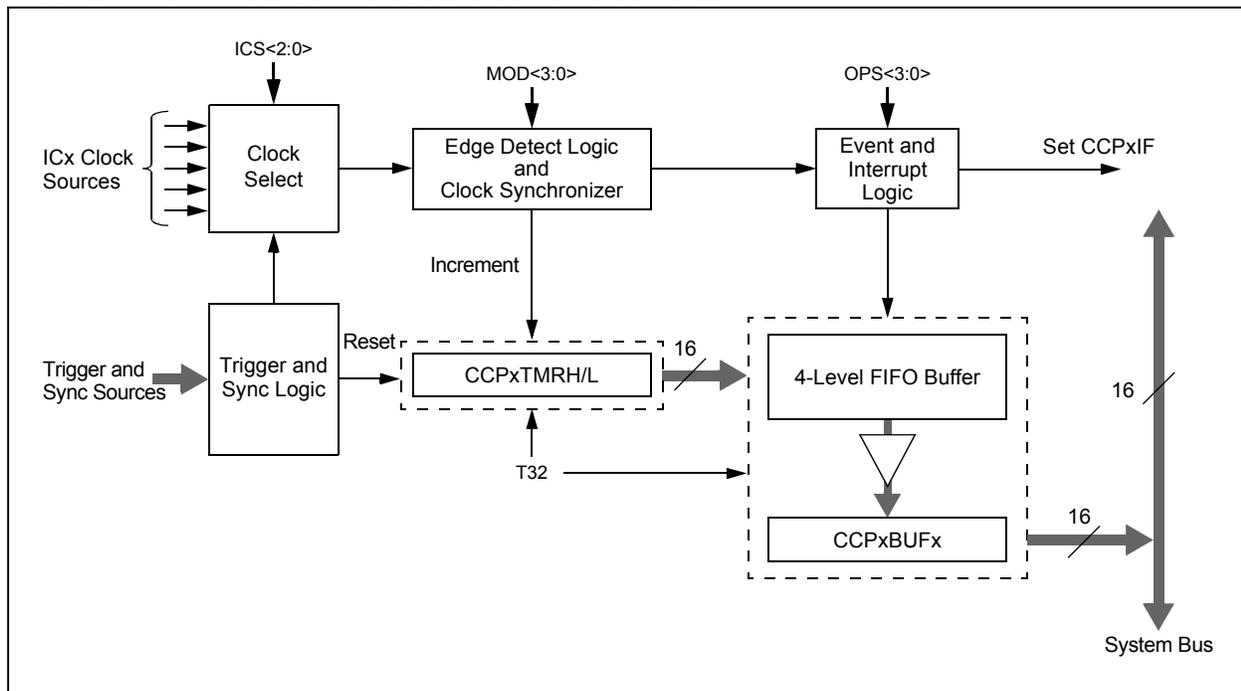 ICS<2:0>
MOD<3:0>
OPS<3:0>
ICx Clock
Sources
Clock
Select
Edge Detect Logic
and
Clock Synchronizer
Event and
Interrupt
Logic
Set CCPxIF
Increment
Reset
Trigger and
Sync Sources
Trigger and
Sync Logic
CCPxTMRH/L
16
4-Level FIFO Buffer
16
T32
CCPxBUFx
16
System Bus